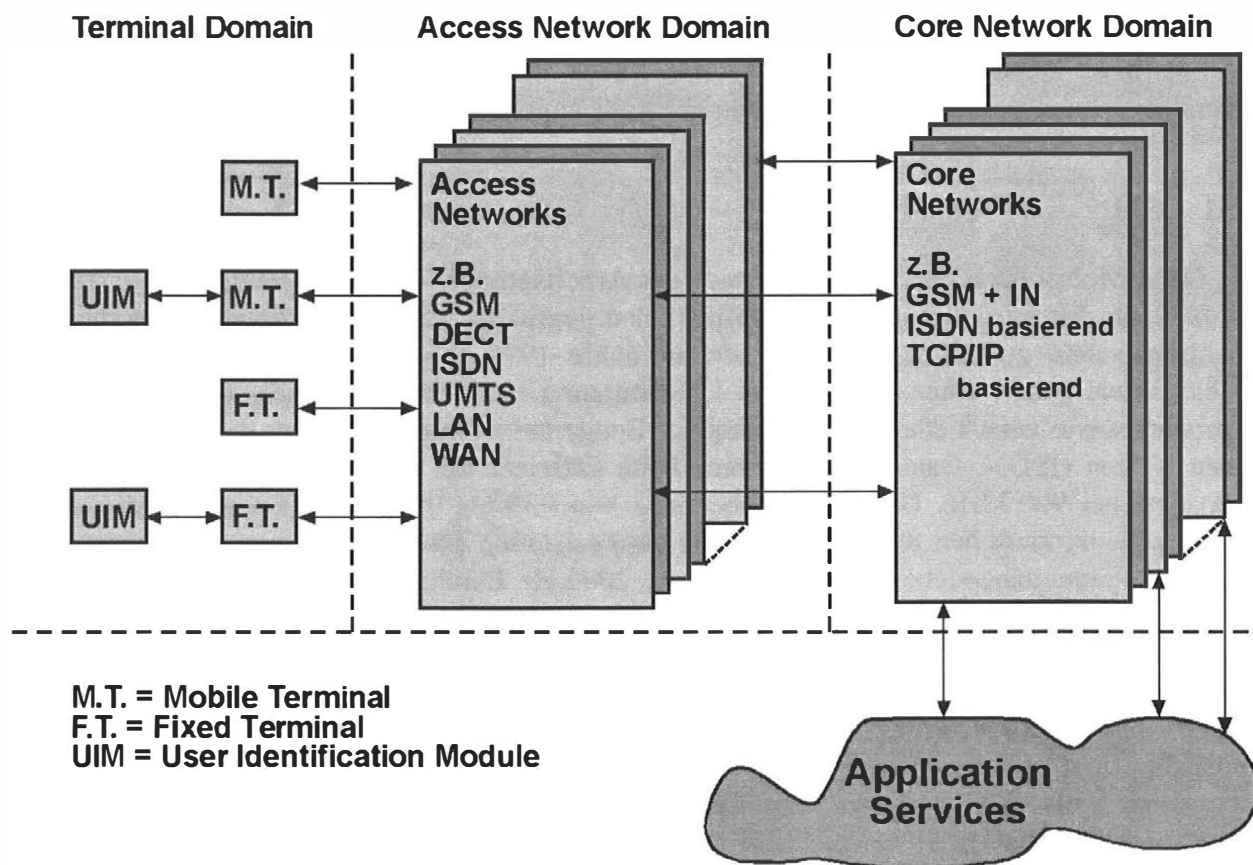 Terminal Domain
Access Network Domain
Core Network Domain
M.T.
UIM
M.T.
F.T.
UIM
F.T.
Access
Networks
z.B.
GSM
DECT
ISDN
UMTS
LAN
WAN
Core
Networks
z.B.
GSM + IN
ISDN basierend
TCP/IP
basierend
M.T. = Mobile Terminal
F.T. = Fixed Terminal
UIM = User Identification Module
Application
Services